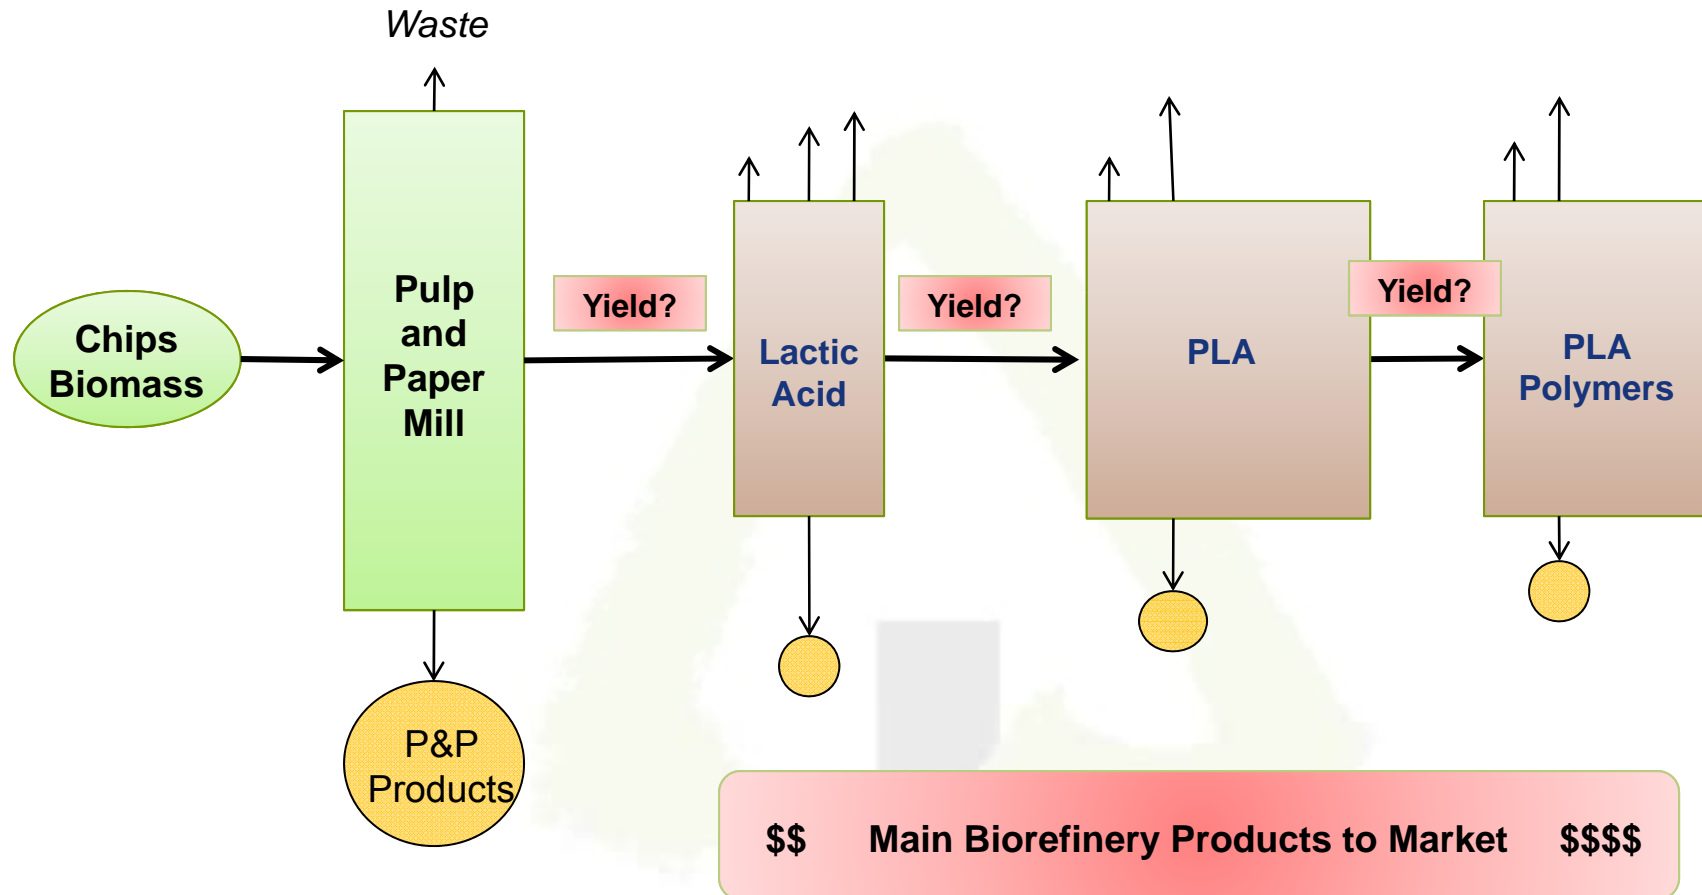 Waste
Chips
Biomass
Pulp
and
Paper
Mill
Yield?
Lactic
Acid
Yield?
PLA
Yield?
PLA
Polymers
P&P
Products
$$ Main Biorefinery Products to Market $$$$